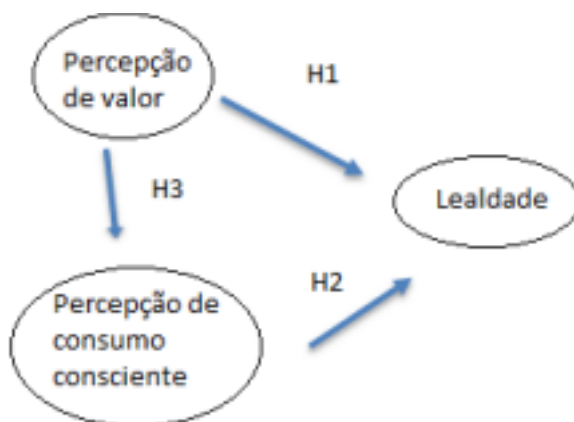 Percepção
de valor
H1
H3
Lealdade
H2
Percepção de
consumo
consciente